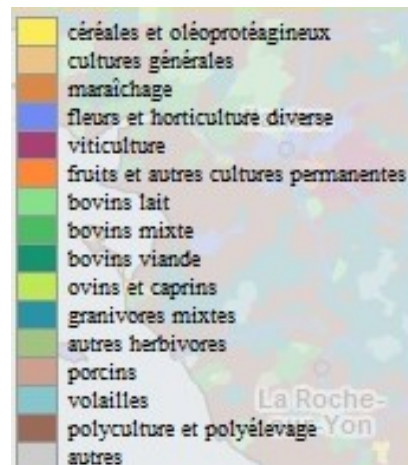 céréales et oléoprotéagineux
cultures générales
maraîchage
fleurs et horticulture diverse
viticulture
fruits et autres cultures permanentes
bovins lait
bovins mixte
bovins viande
ovins et caprins
granivores mixtes
autres herbivores
porcins
volailles
La Roche-
polyculture et polyélevage
-Yon
autres